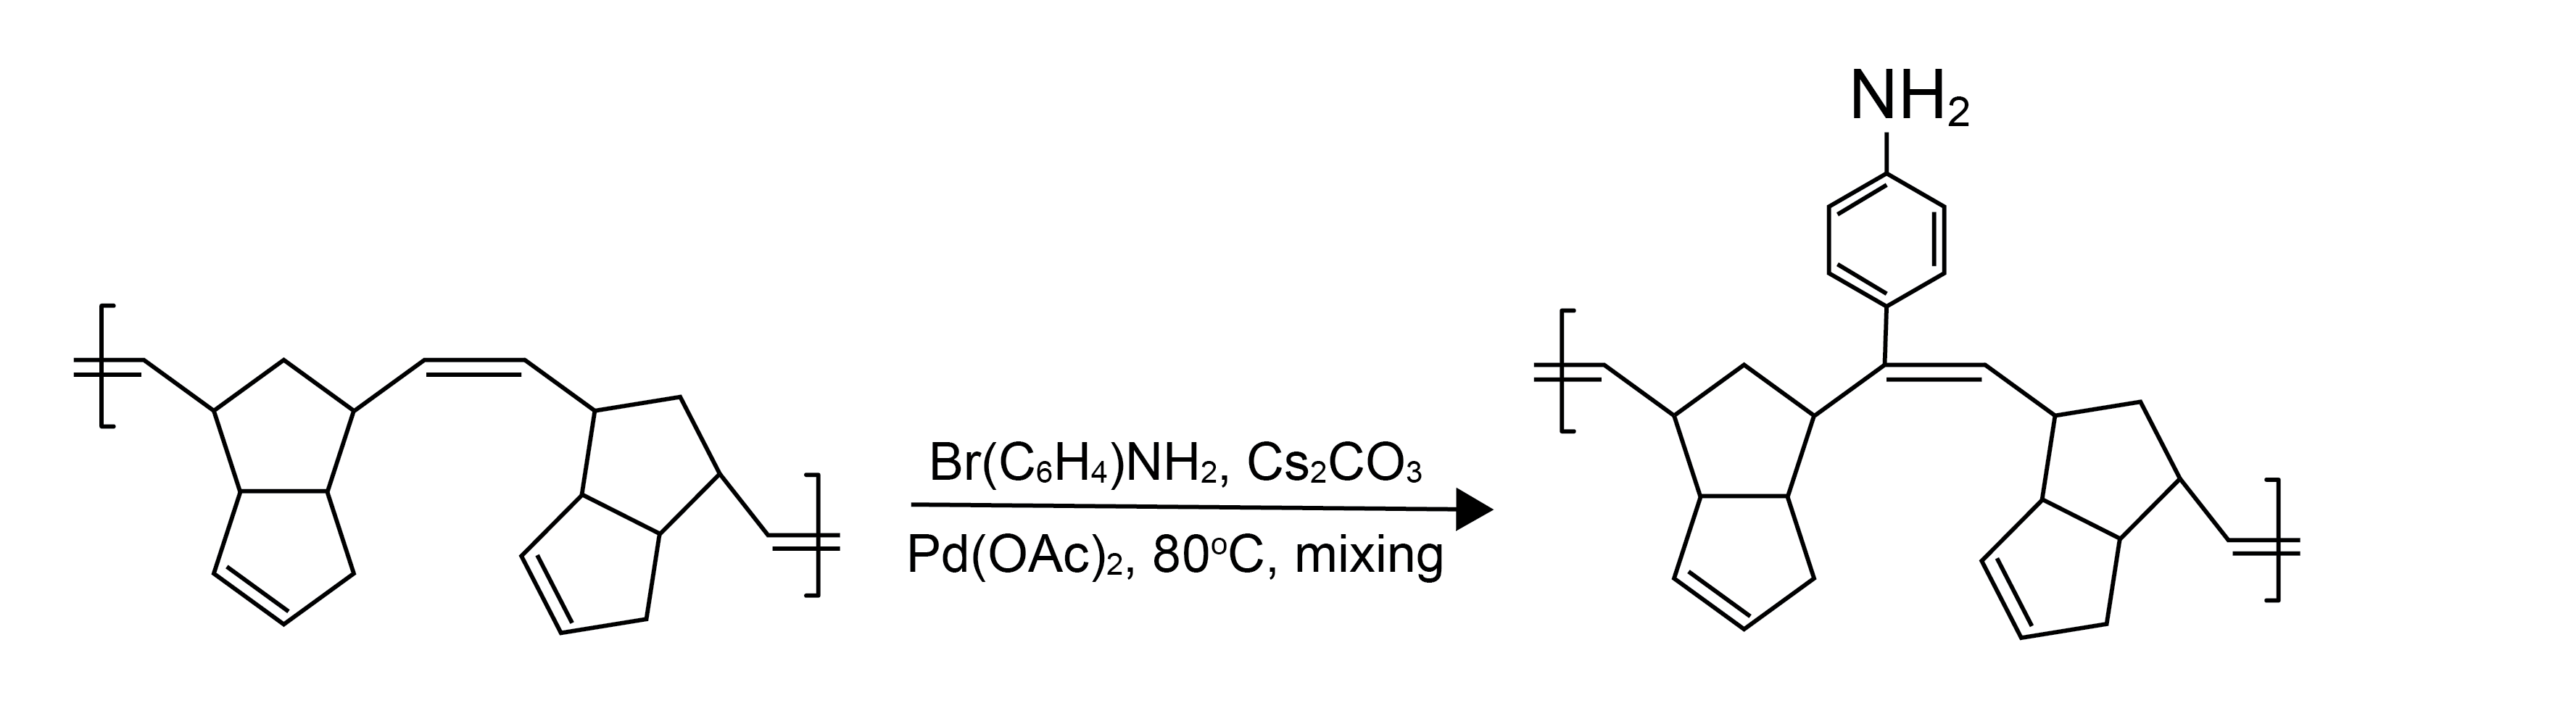 NH₂
Br(C₆H₄)NH₂, Cs₂CO₃
Pd(OAc)₂, 80°C, mixing